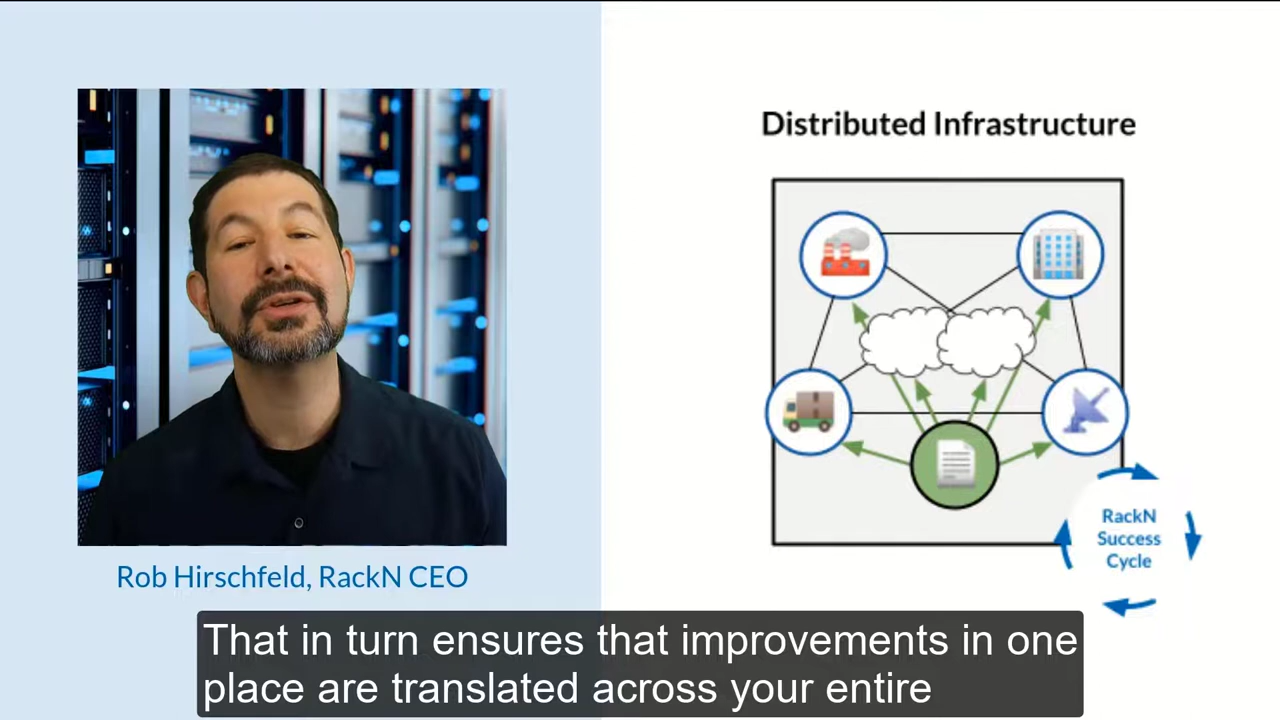 Distributed Infrastructure
RackN
Success
Cycle
Rob Hirschfeld, RackN CEO
That in turn ensures that improvements in one
place are translated across your entire